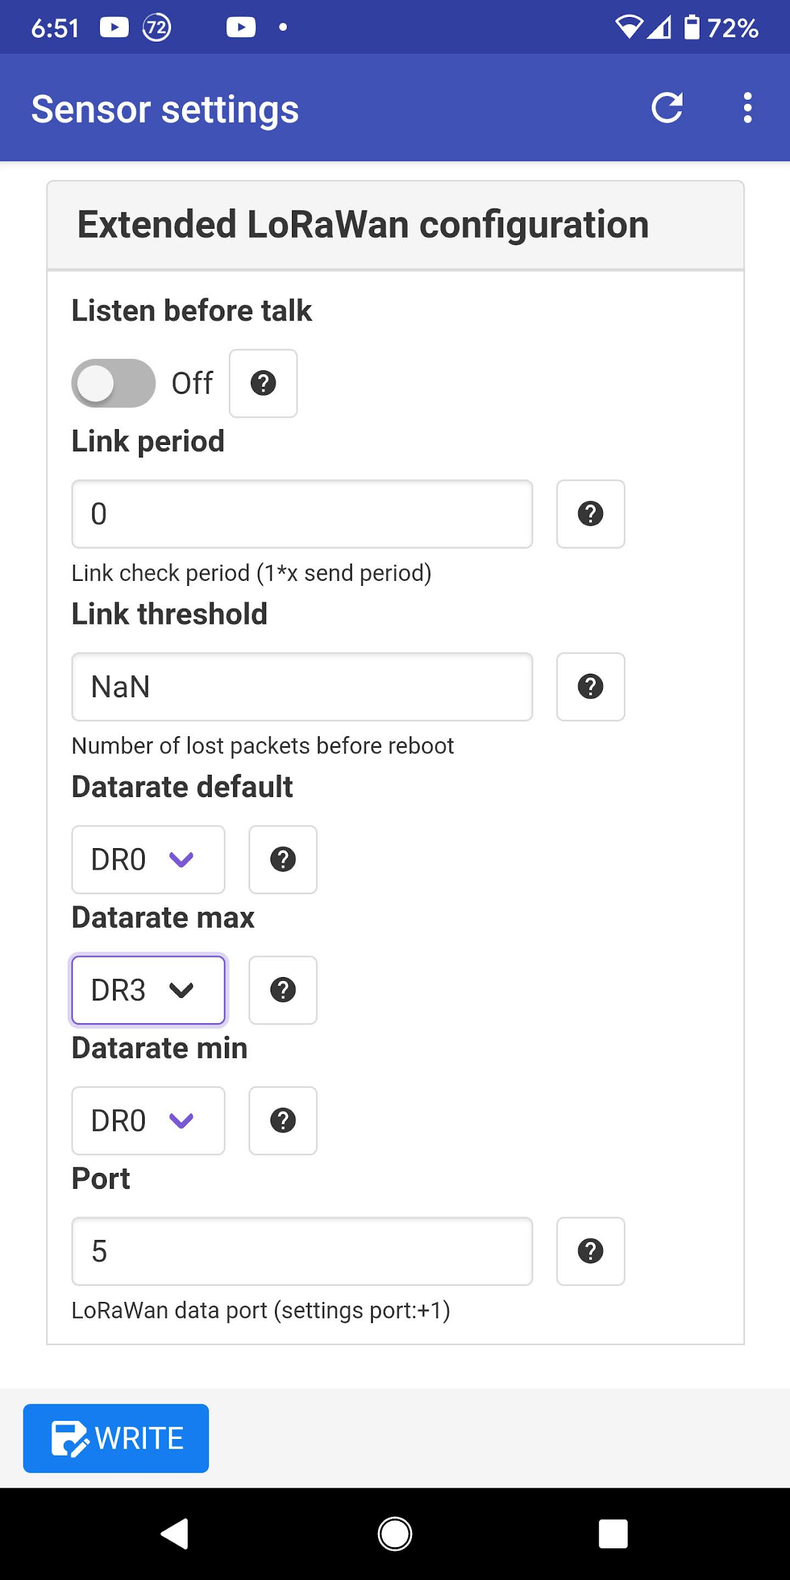 6:51 72 72%
Sensor settings
Extended LoRaWan configuration
Listen before talk
Off ?
Link period
0 ?
Link check period (1*x send period)
Link threshold
NaN ?
Number of lost packets before reboot
Datarate default
DR0 ?
Datarate max
DR3 ?
Datarate min
DR0 ?
Port
5 ?
LoRaWan data port (settings port:+1)
WRITE